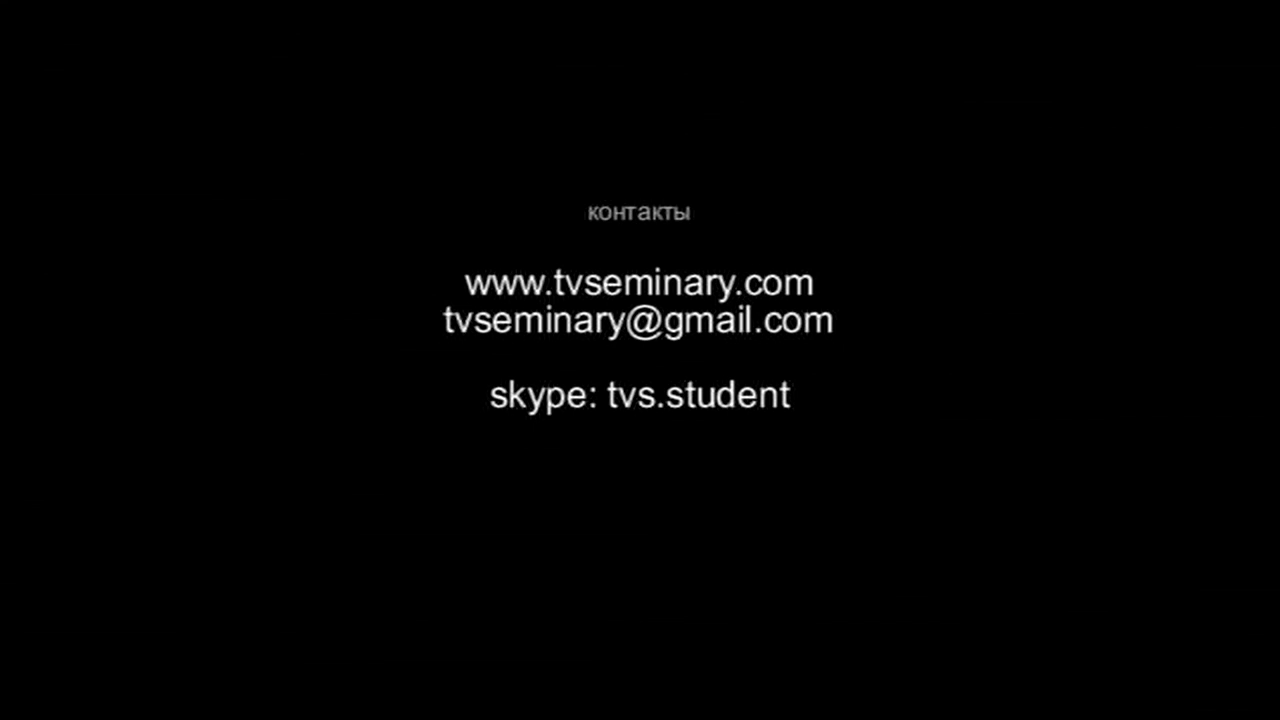 контакты
www.tvseminary.com
tvseminary@gmail.com
skype: tvs.student